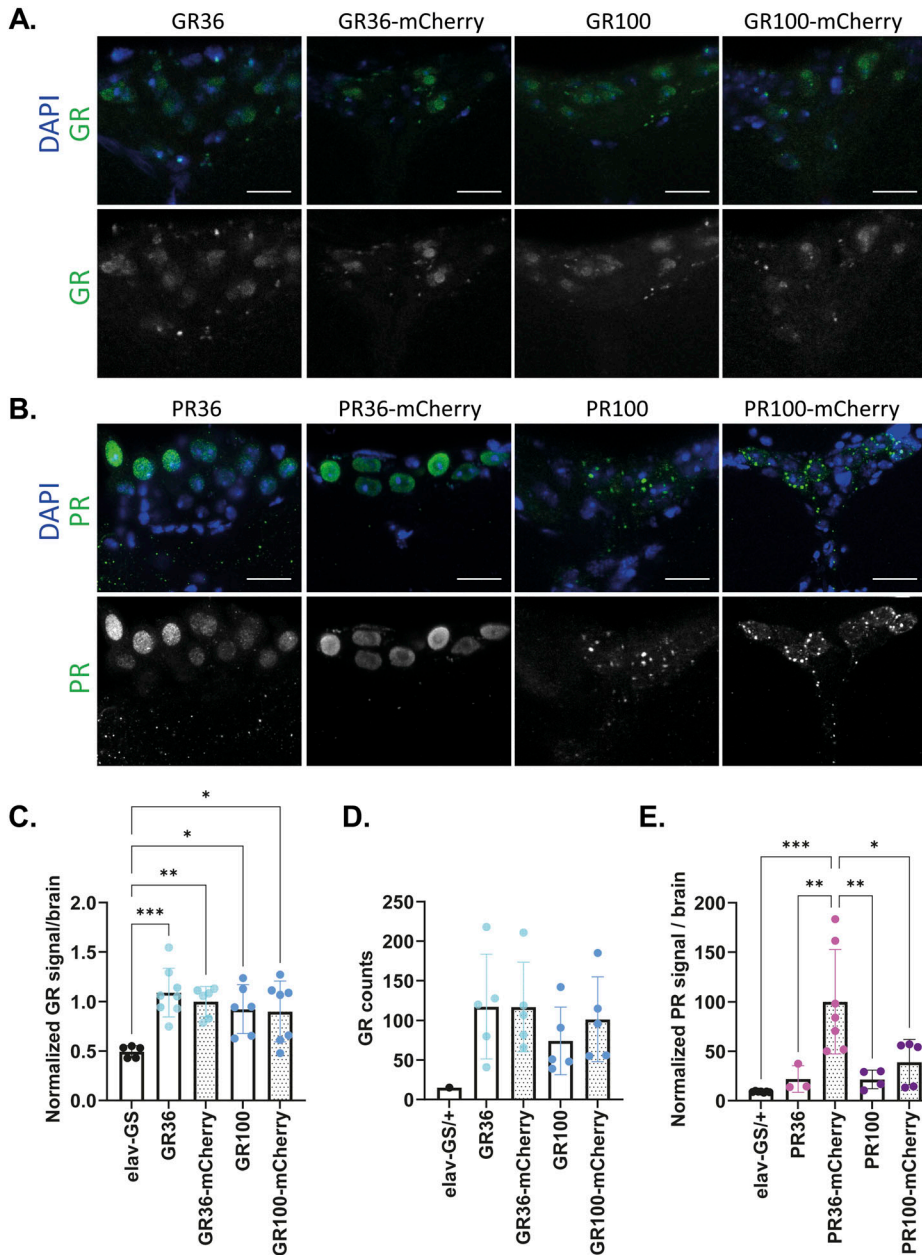 A.
GR36 GR36-mCherry GR100 GR100-mCherry
DAPI
GR
GR
B.
PR36 PR36-mCherry PR100 PR100-mCherry
DAPI
PR
PR
C.
Normalized GR signal/brain
2.0
1.5
1.0
0.5
0.0
*
*
**
***
elav-GS
GR36
GR36-mCherry
GR100
GR100-mCherry
D.
GR counts
250
200
150
100
50
0
elav-GS/+
GR36
GR36-mCherry
GR100
GR100-mCherry
E.
Normalized PR signal / brain
200
150
100
50
0
*** *
** **
elav-GS/+
PR36
PR36-mCherry
PR100
PR100-mCherry